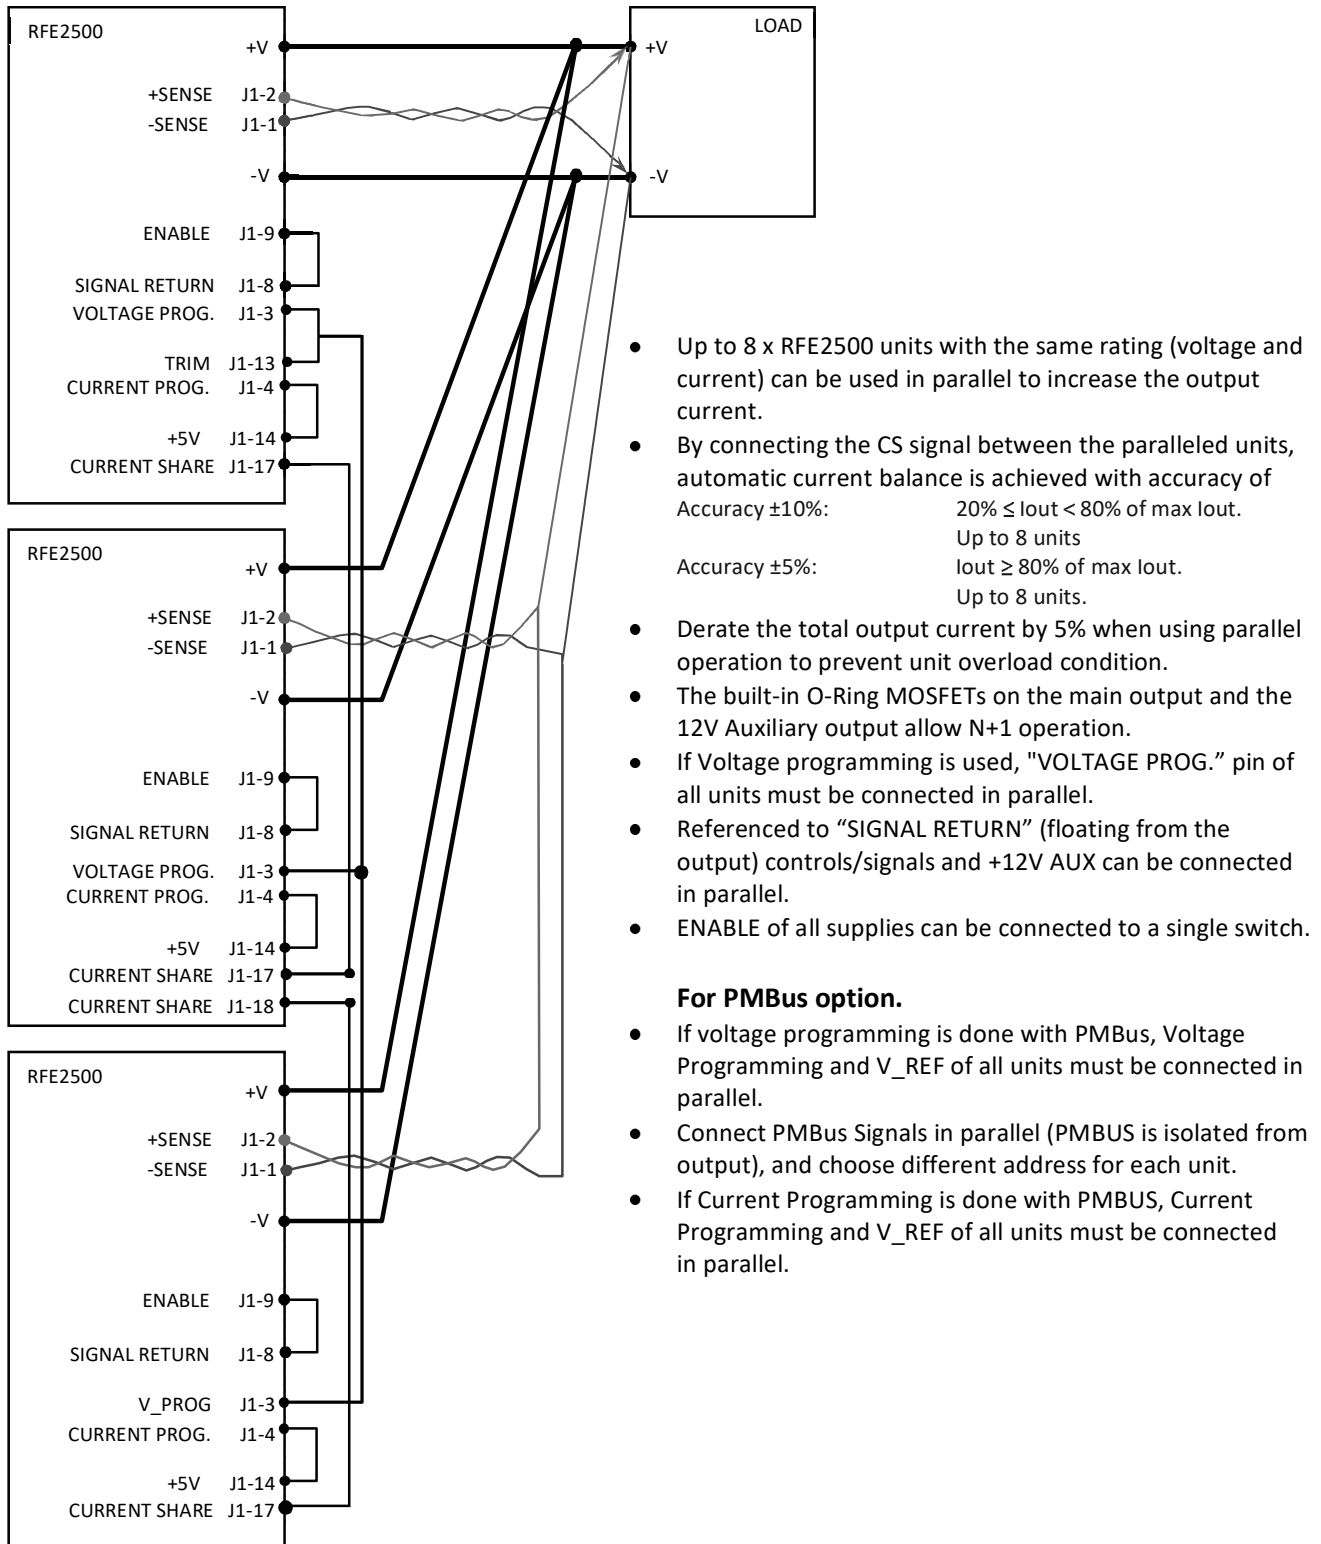 RFE2500
+V
+SENSE J1-2
-SENSE J1-1
-V
ENABLE J1-9
SIGNAL RETURN J1-8
VOLTAGE PROG. J1-3
TRIM J1-13
CURRENT PROG. J1-4
+5V J1-14
CURRENT SHARE J1-17
LOAD
+V
-V
RFE2500
+V
+SENSE J1-2
-SENSE J1-1
-V
ENABLE J1-9
SIGNAL RETURN J1-8
VOLTAGE PROG. J1-3
CURRENT PROG. J1-4
+5V J1-14
CURRENT SHARE J1-17
CURRENT SHARE J1-18
RFE2500
+V
+SENSE J1-2
-SENSE J1-1
-V
ENABLE J1-9
SIGNAL RETURN J1-8
V_PROG J1-3
CURRENT PROG. J1-4
+5V J1-14
CURRENT SHARE J1-17
• Up to 8 x RFE2500 units with the same rating (voltage and
current) can be used in parallel to increase the output
current.
• By connecting the CS signal between the paralleled units,
automatic current balance is achieved with accuracy of
Accuracy ±10%: 20% ≤ Iout < 80% of max Iout.
Up to 8 units
Accuracy ±5%: Iout ≥ 80% of max Iout.
Up to 8 units.
• Derate the total output current by 5% when using parallel
operation to prevent unit overload condition.
• The built-in O-Ring MOSFETs on the main output and the
12V Auxiliary output allow N+1 operation.
• If Voltage programming is used, "VOLTAGE PROG.” pin of
all units must be connected in parallel.
• Referenced to “SIGNAL RETURN” (floating from the
output) controls/signals and +12V AUX can be connected
in parallel.
• ENABLE of all supplies can be connected to a single switch.
For PMBus option.
• If voltage programming is done with PMBus, Voltage
Programming and V_REF of all units must be connected in
parallel.
• Connect PMBus Signals in parallel (PMBUS is isolated from
output), and choose different address for each unit.
• If Current Programming is done with PMBUS, Current
Programming and V_REF of all units must be connected
in parallel.